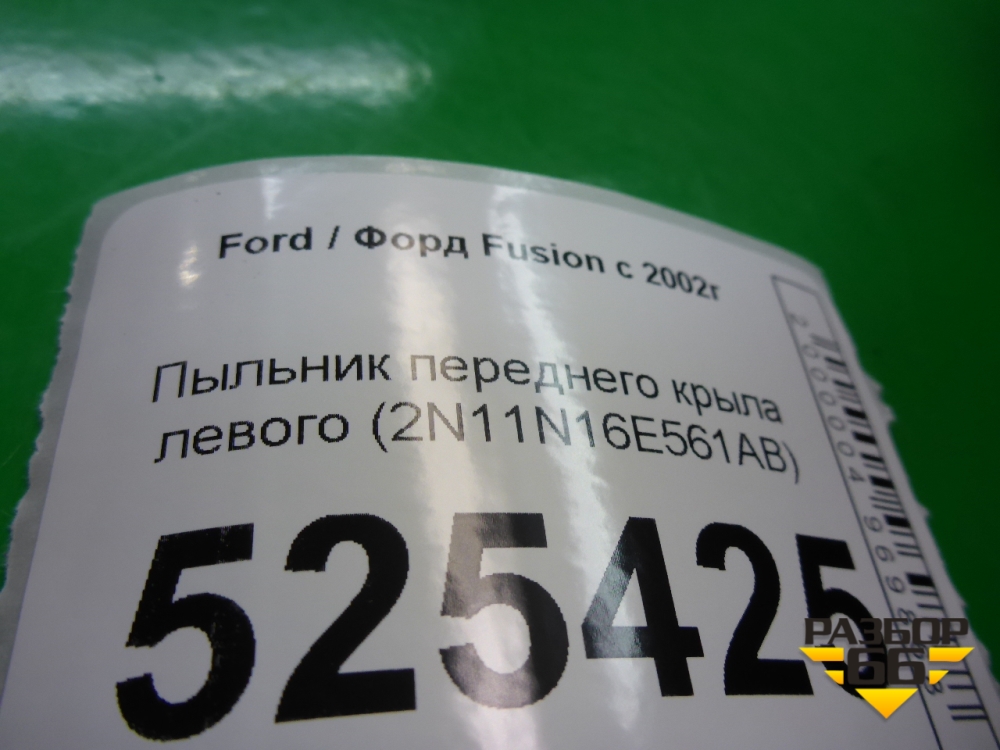 Ford / Форд Fusion с 2002г
Пыльник переднего крыла
левого (2N11N16E561AB)
525425
РАЗБОР
66